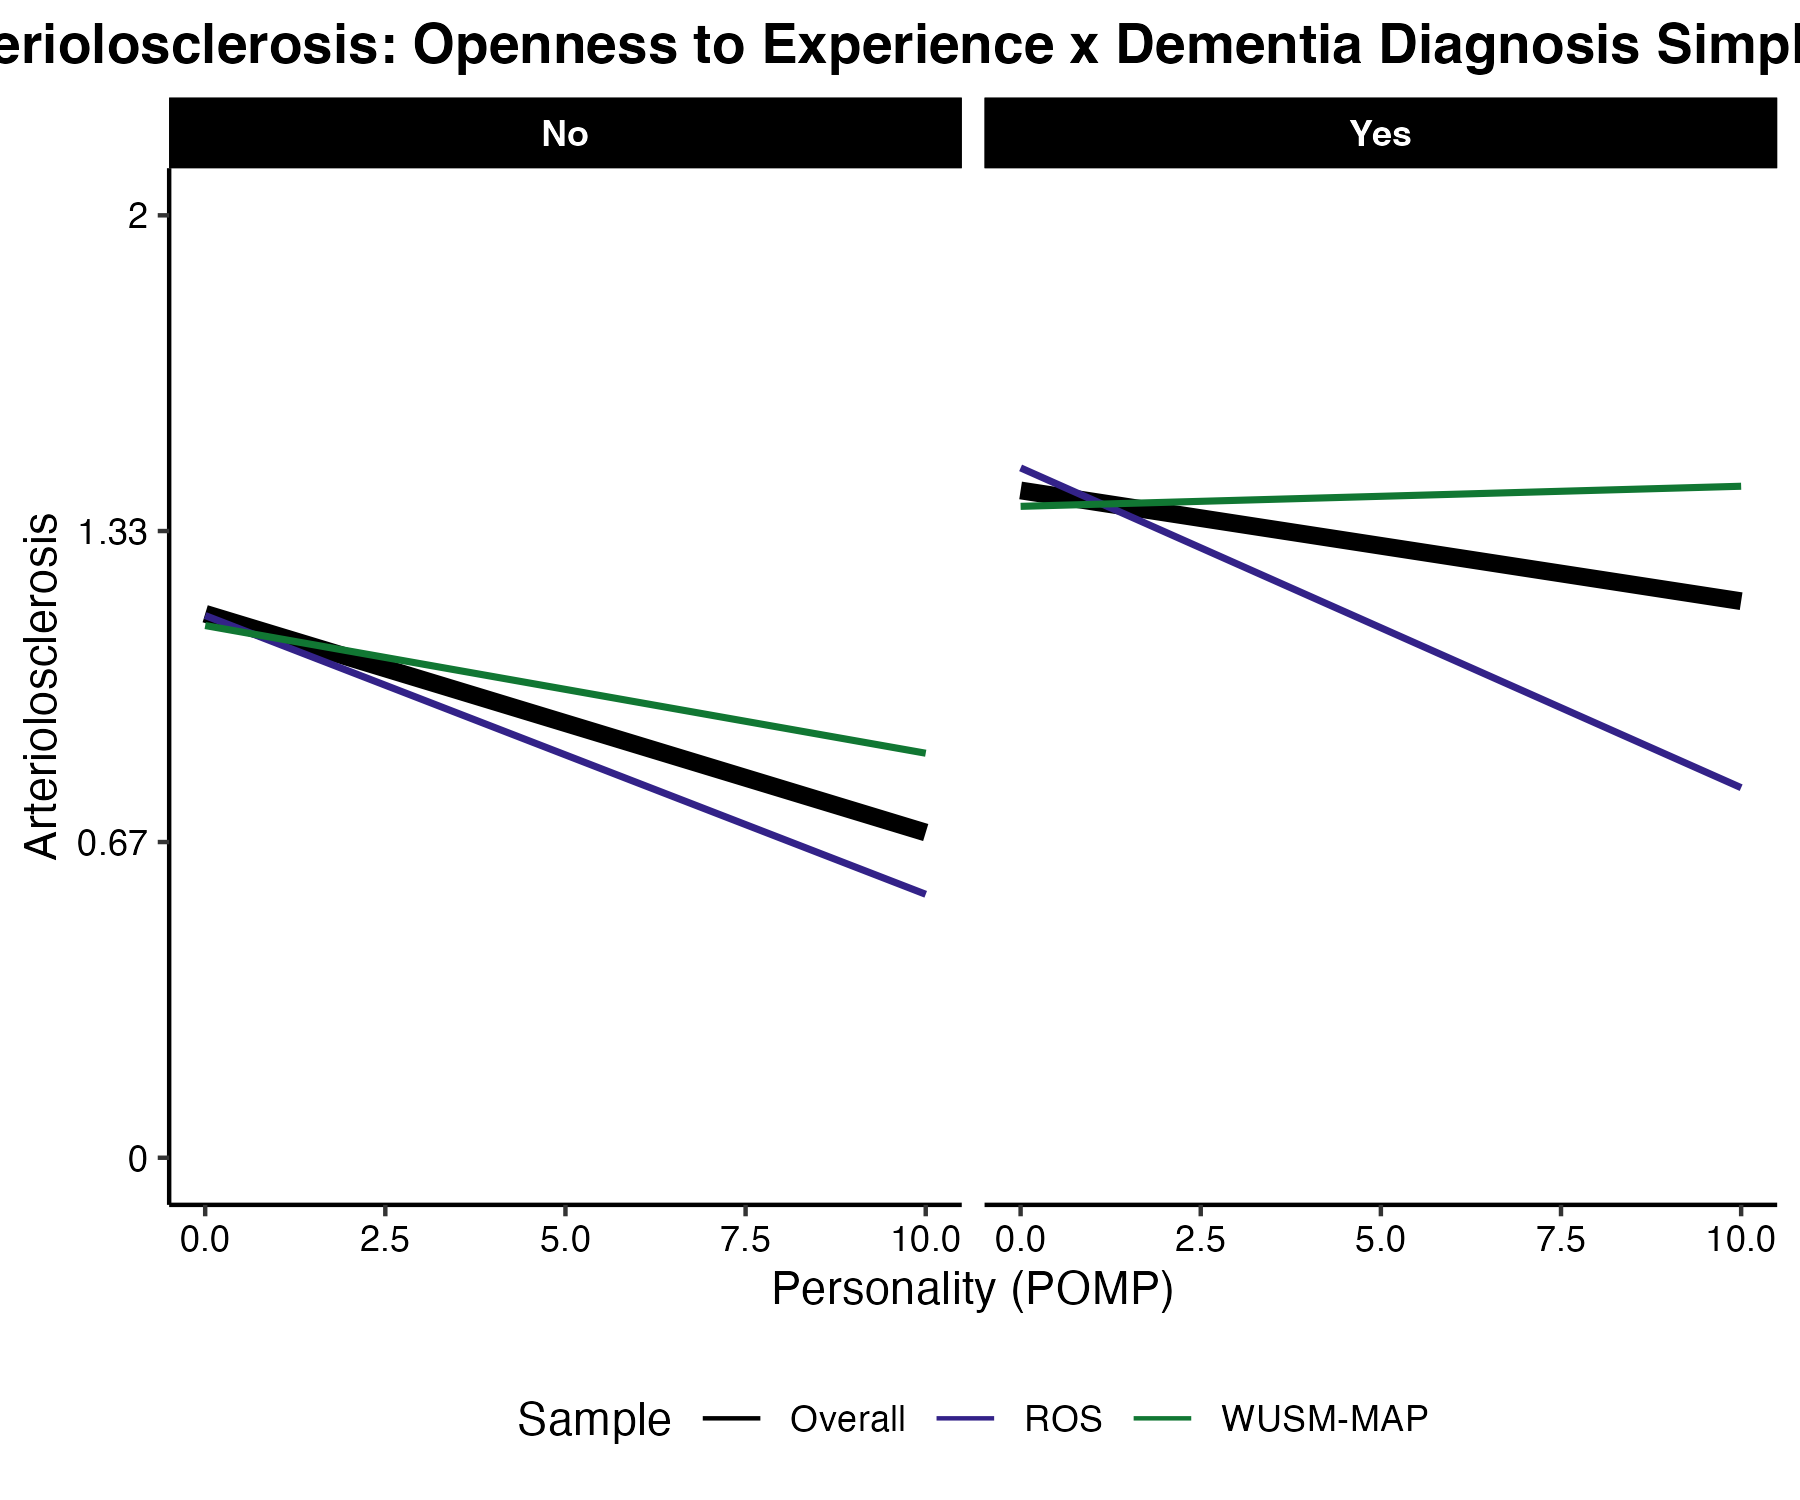 eriolosclerosis: Openness to Experience x Dementia Diagnosis Simpl
No Yes
Arteriolosclerosis
2
1.33
0.67
0
0.0 2.5 5.0 7.5 10.0 0.0 2.5 5.0 7.5 10.0
Personality (POMP)
Sample Overall ROS WUSM-MAP